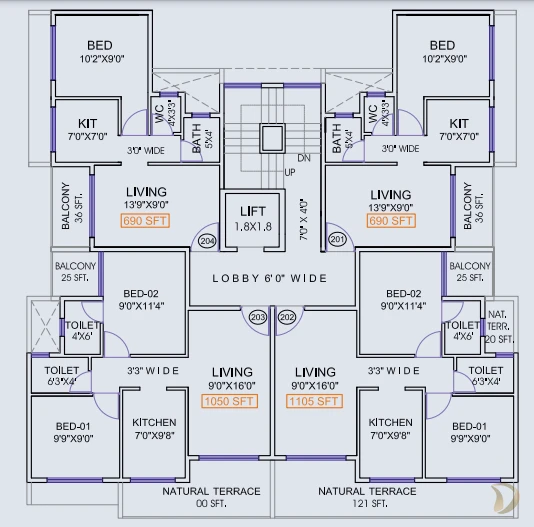 BED
10'2"X9'0"
BED
10'2"X9'0"
KIT
7'0"X7'0"
WC
4'X3'3"
BATH
5'X4'
3'0" WIDE
DN
UP
BATH
5'X4'
WC
4'X3'3"
3'0" WIDE
KIT
7'0"X7'0"
BALCONY
36 SFT.
LIVING
13'9"X9'0"
690 SFT
LIFT
1.8X1.8
7'0" X 4'0"
LIVING
13'9"X9'0"
690 SFT
BALCONY
36 SFT.
204
201
BALCONY
25 SFT.
LOBBY 6'0" WIDE
BALCONY
25 SFT.
BED-02
9'0"X11'4"
BED-02
9'0"X11'4"
203
202
TOILET
4'X6'
TOILET
4'X6'
NAT.
TERR.
20 SFT.
TOILET
6'3"X4'
3'3" WIDE
LIVING
9'0"X16'0"
1050 SFT
LIVING
9'0"X16'0"
1105 SFT
3'3" WIDE
TOILET
6'3"X4'
BED-01
9'9"X9'0"
KITCHEN
7'0"X9'8"
KITCHEN
7'0"X9'8"
BED-01
9'9"X9'0"
NATURAL TERRACE
00 SFT.
NATURAL TERRACE
121 SFT.